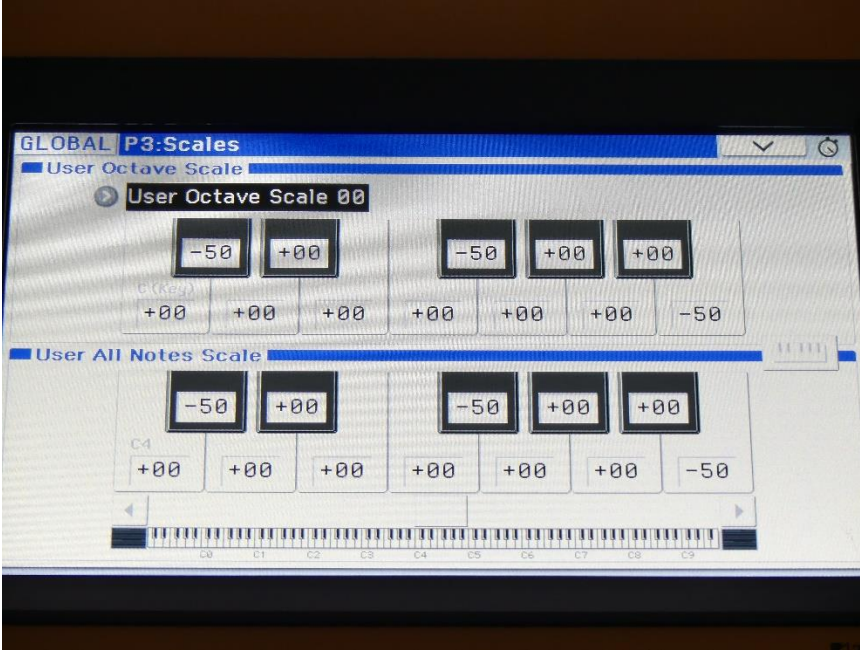 GLOBAL P3:Scales
User Octave Scale
User Octave Scale 00
-50 +00 -50 +00 +00
C(Key)
+00 +00 +00 +00 +00 +00 -50
User All Notes Scale
-50 +00 -50 +00 +00
C4
+00 +00 +00 +00 +00 +00 -50
C0 C1 C2 C3 C4 C5 C6 C7 C8 C9